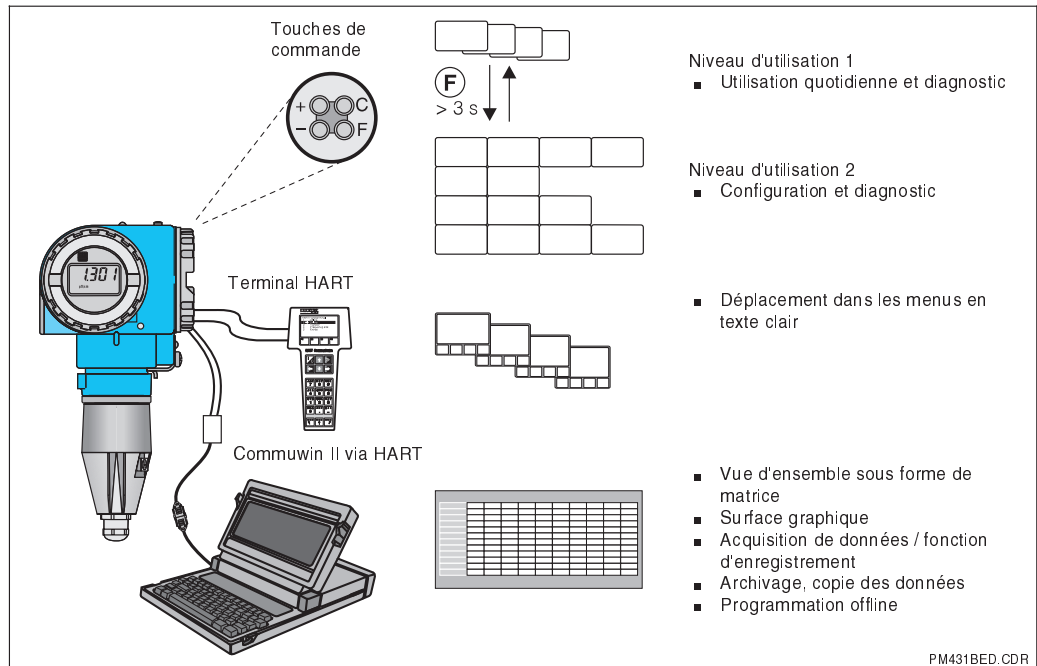 Touches de
commande
+ C
– F
F
> 3 s
Niveau d'utilisation 1
■ Utilisation quotidienne et diagnostic
Niveau d'utilisation 2
■ Configuration et diagnostic
1.301
Terminal HART
■ Déplacement dans les menus en
texte clair
Commuwin II via HART
■ Vue d'ensemble sous forme de
matrice
■ Surface graphique
■ Acquisition de données / fonction
d'enregistrement
■ Archivage, copie des données
■ Programmation offline
PM431BED.CDR